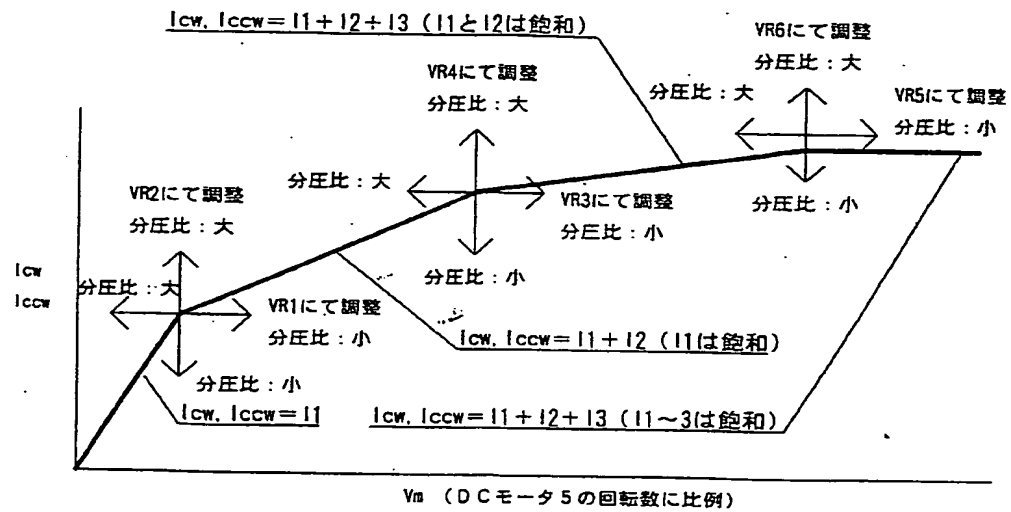 Icw, Iccw＝I1＋I2＋I3（I1とI2は飽和）
VR6にて調整
分圧比：大
VR4にて調整
分圧比：大
分圧比：大
VR5にて調整
分圧比：小
分圧比：大
VR2にて調整
分圧比：大
VR3にて調整
分圧比：小
分圧比：小
分圧比：小
Icw
Iccw
分圧比：大
VR1にて調整
分圧比：小
Icw, Iccw＝I1＋I2（I1は飽和）
分圧比：小
Icw, Iccw＝I1
Icw, Iccw＝I1＋I2＋I3（I1～3は飽和）
Vm （DCモータ5の回転数に比例）